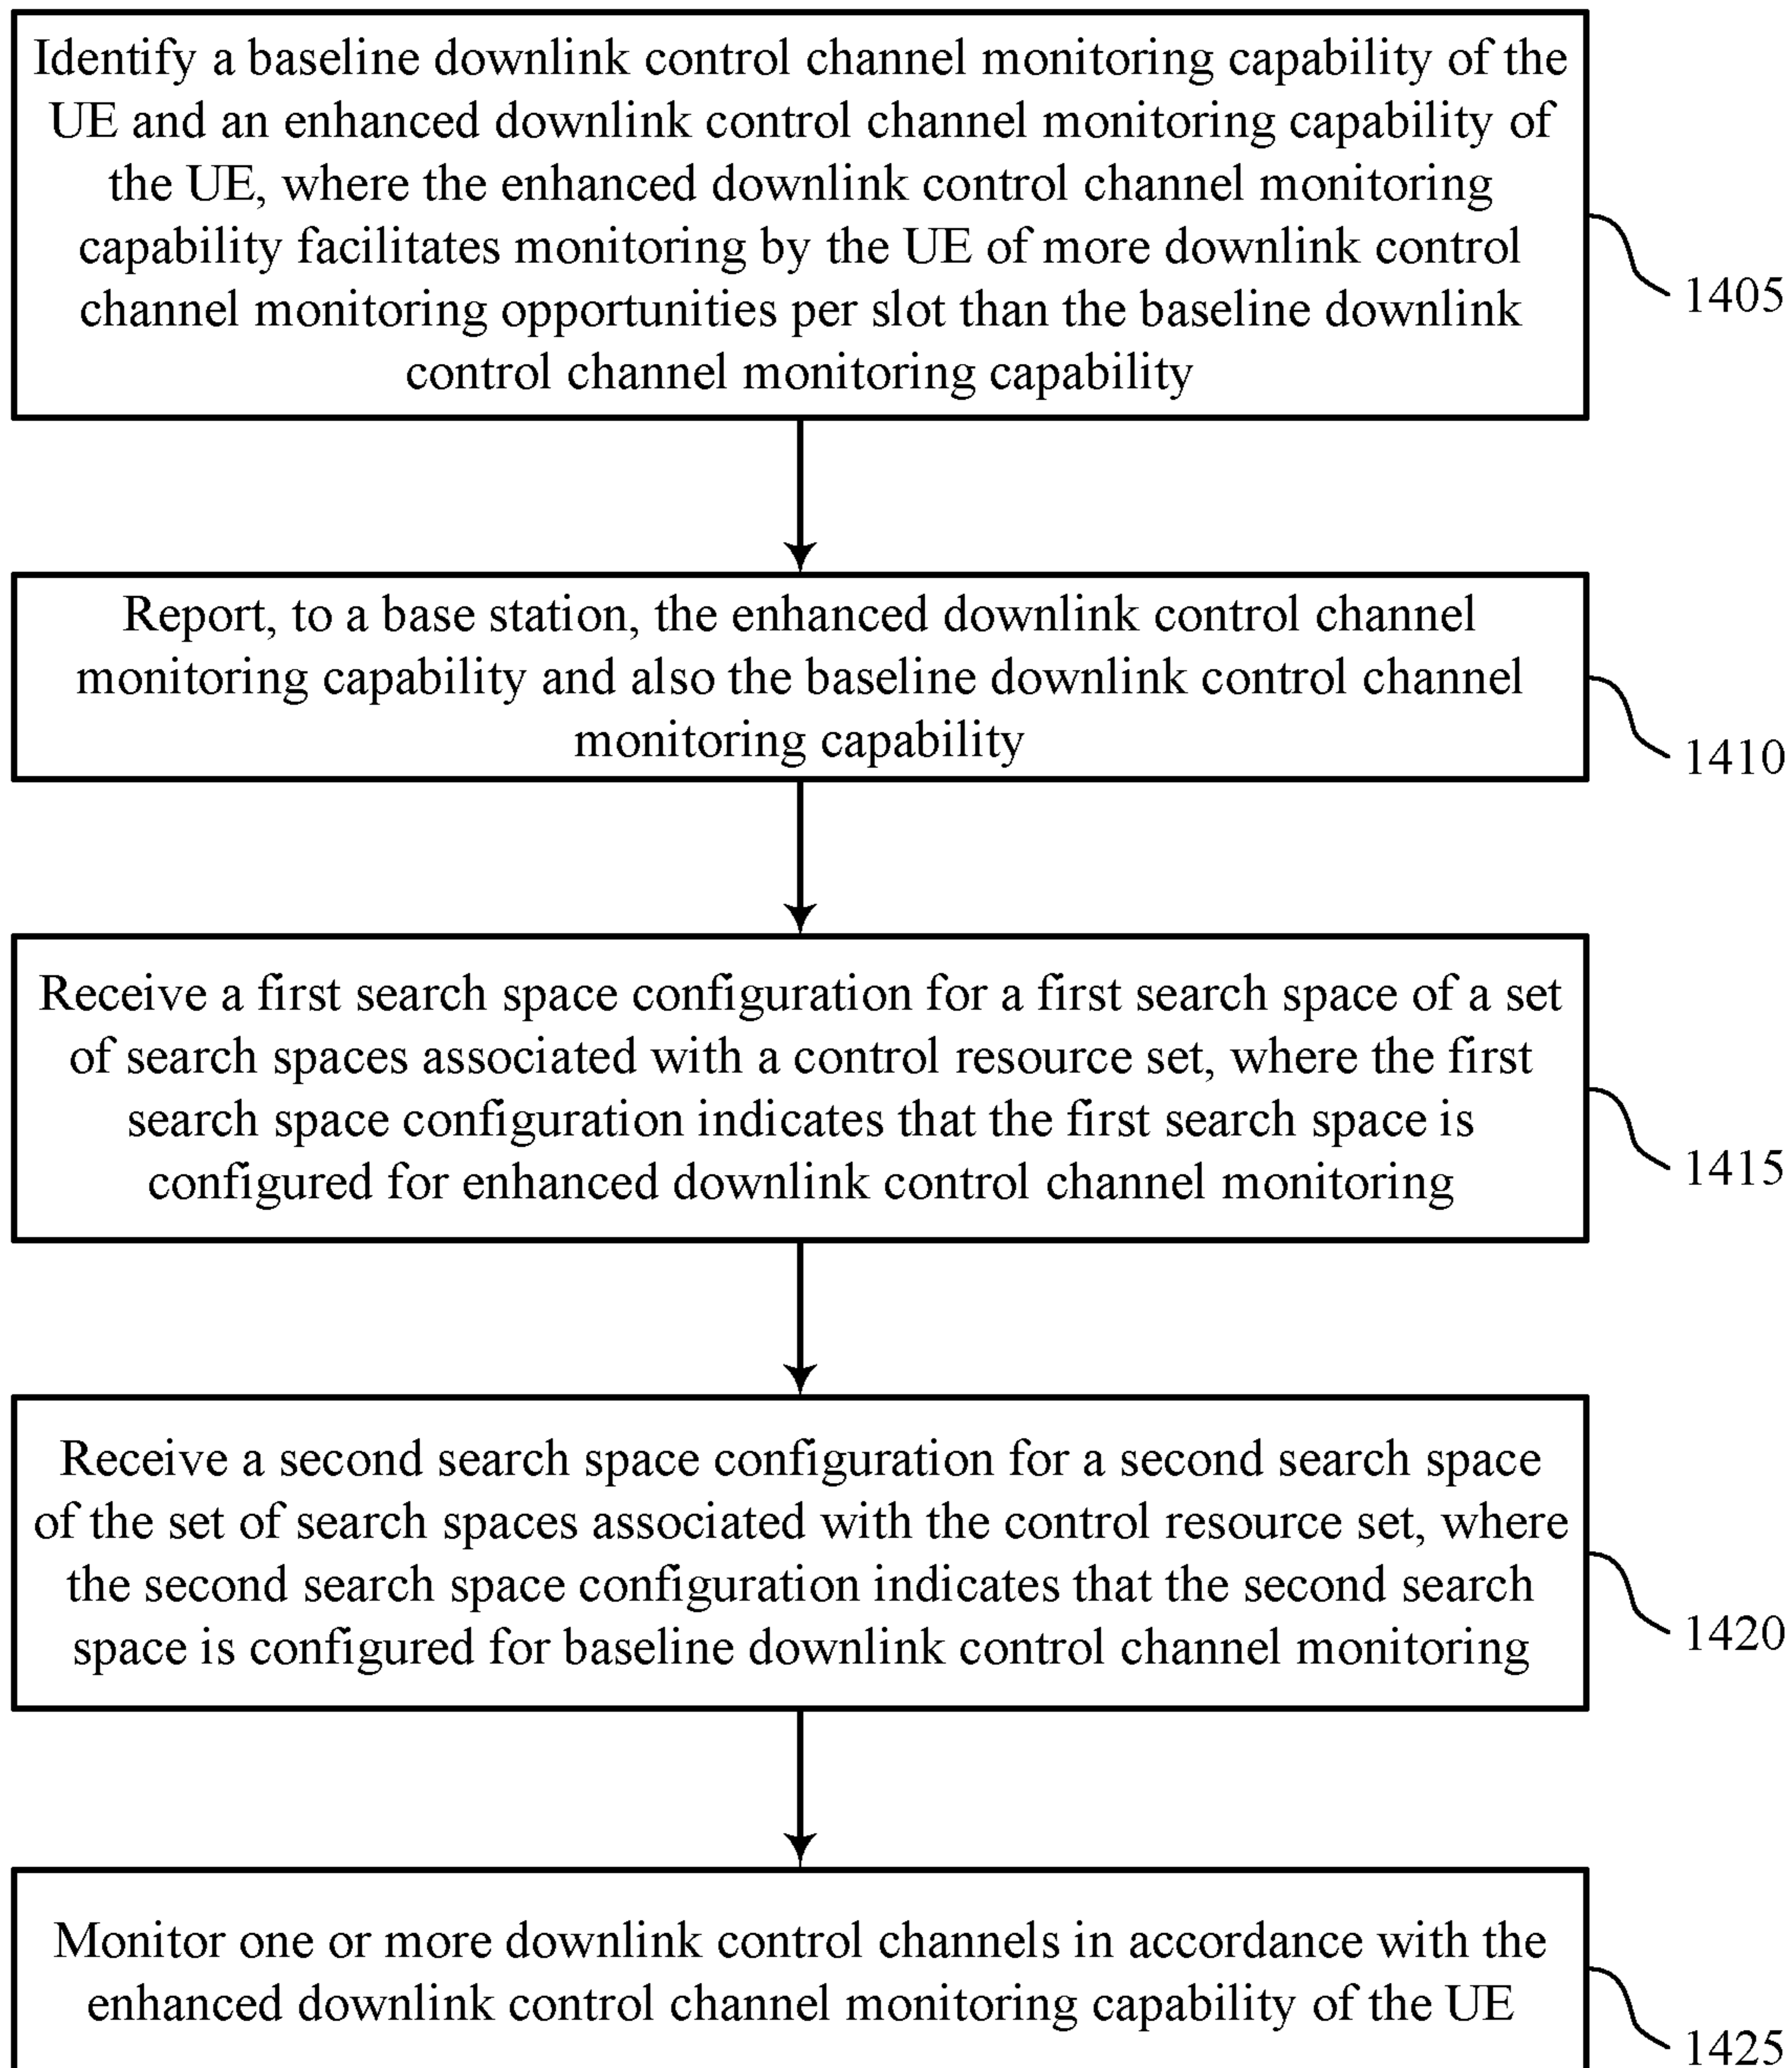 Identify a baseline downlink control channel monitoring capability of the
UE and an enhanced downlink control channel monitoring capability of
the UE, where the enhanced downlink control channel monitoring
capability facilitates monitoring by the UE of more downlink control
channel monitoring opportunities per slot than the baseline downlink
control channel monitoring capability
1405
Report, to a base station, the enhanced downlink control channel
monitoring capability and also the baseline downlink control channel
monitoring capability
1410
Receive a first search space configuration for a first search space of a set
of search spaces associated with a control resource set, where the first
search space configuration indicates that the first search space is
configured for enhanced downlink control channel monitoring
1415
Receive a second search space configuration for a second search space
of the set of search spaces associated with the control resource set, where
the second search space configuration indicates that the second search
space is configured for baseline downlink control channel monitoring
1420
Monitor one or more downlink control channels in accordance with the
enhanced downlink control channel monitoring capability of the UE
1425